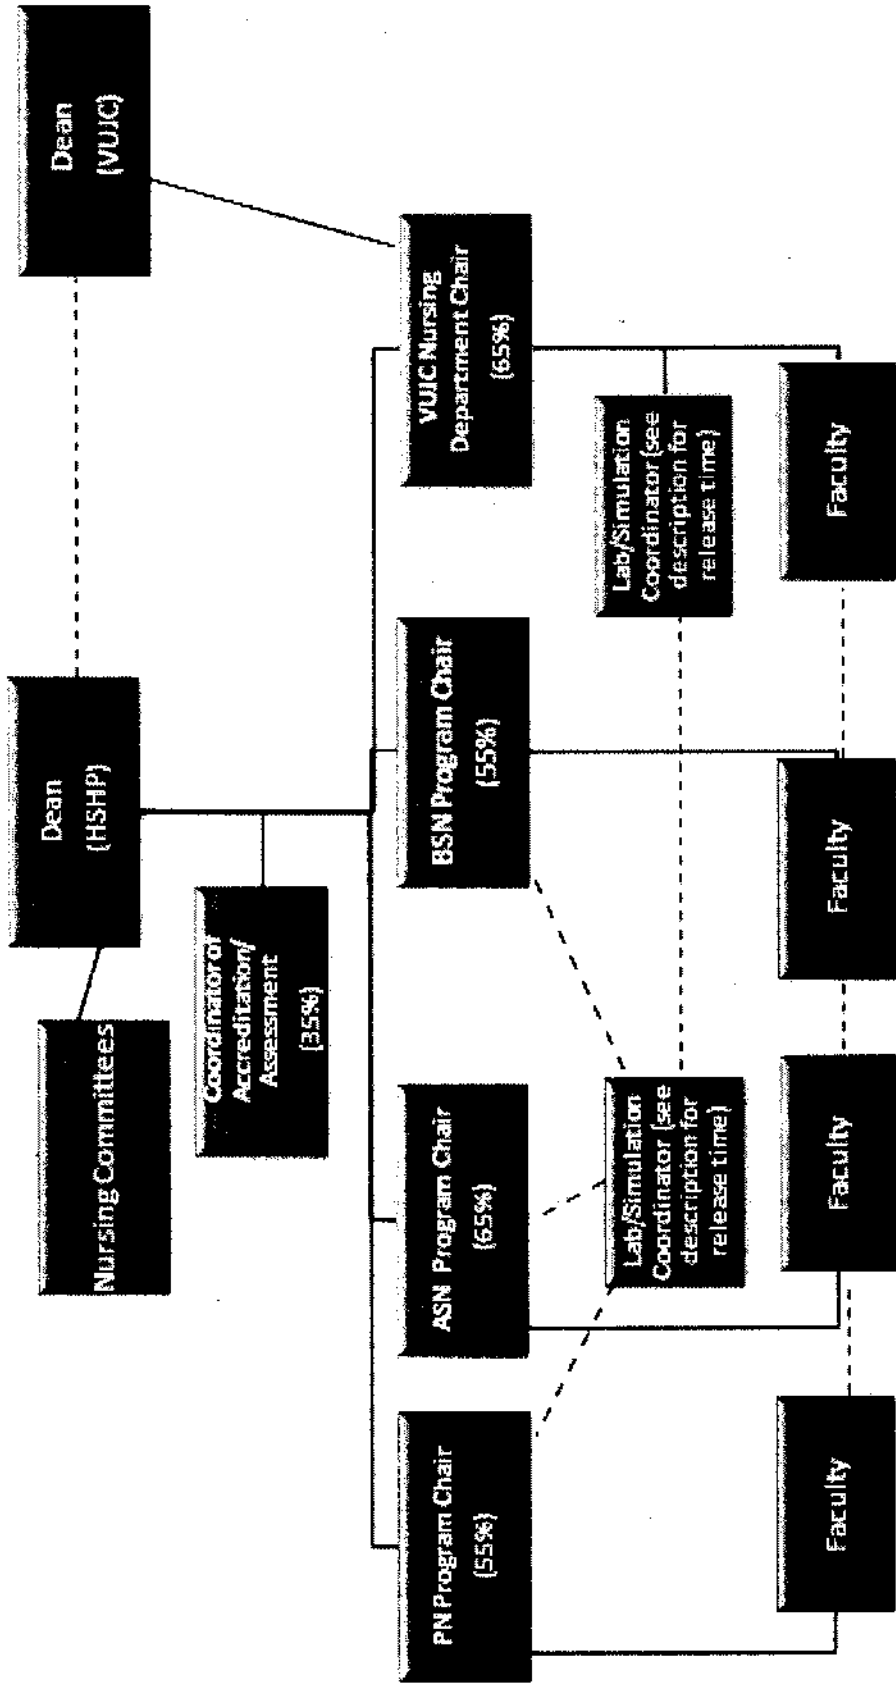 Dean
(HSHP)
Dean
(VUJC)
Nursing Committees
Coordinator of
Accreditation/
Assessment
(35%)
PN Program Chair
(55%)
ASN Program Chair
(65%)
BSN Program Chair
(55%)
VUJC Nursing
Department Chair
(65%)
Lab/Simulation
Coordinator (see
description for
release time)
Lab/Simulation
Coordinator (see
description for
release time)
Faculty
Faculty
Faculty
Faculty